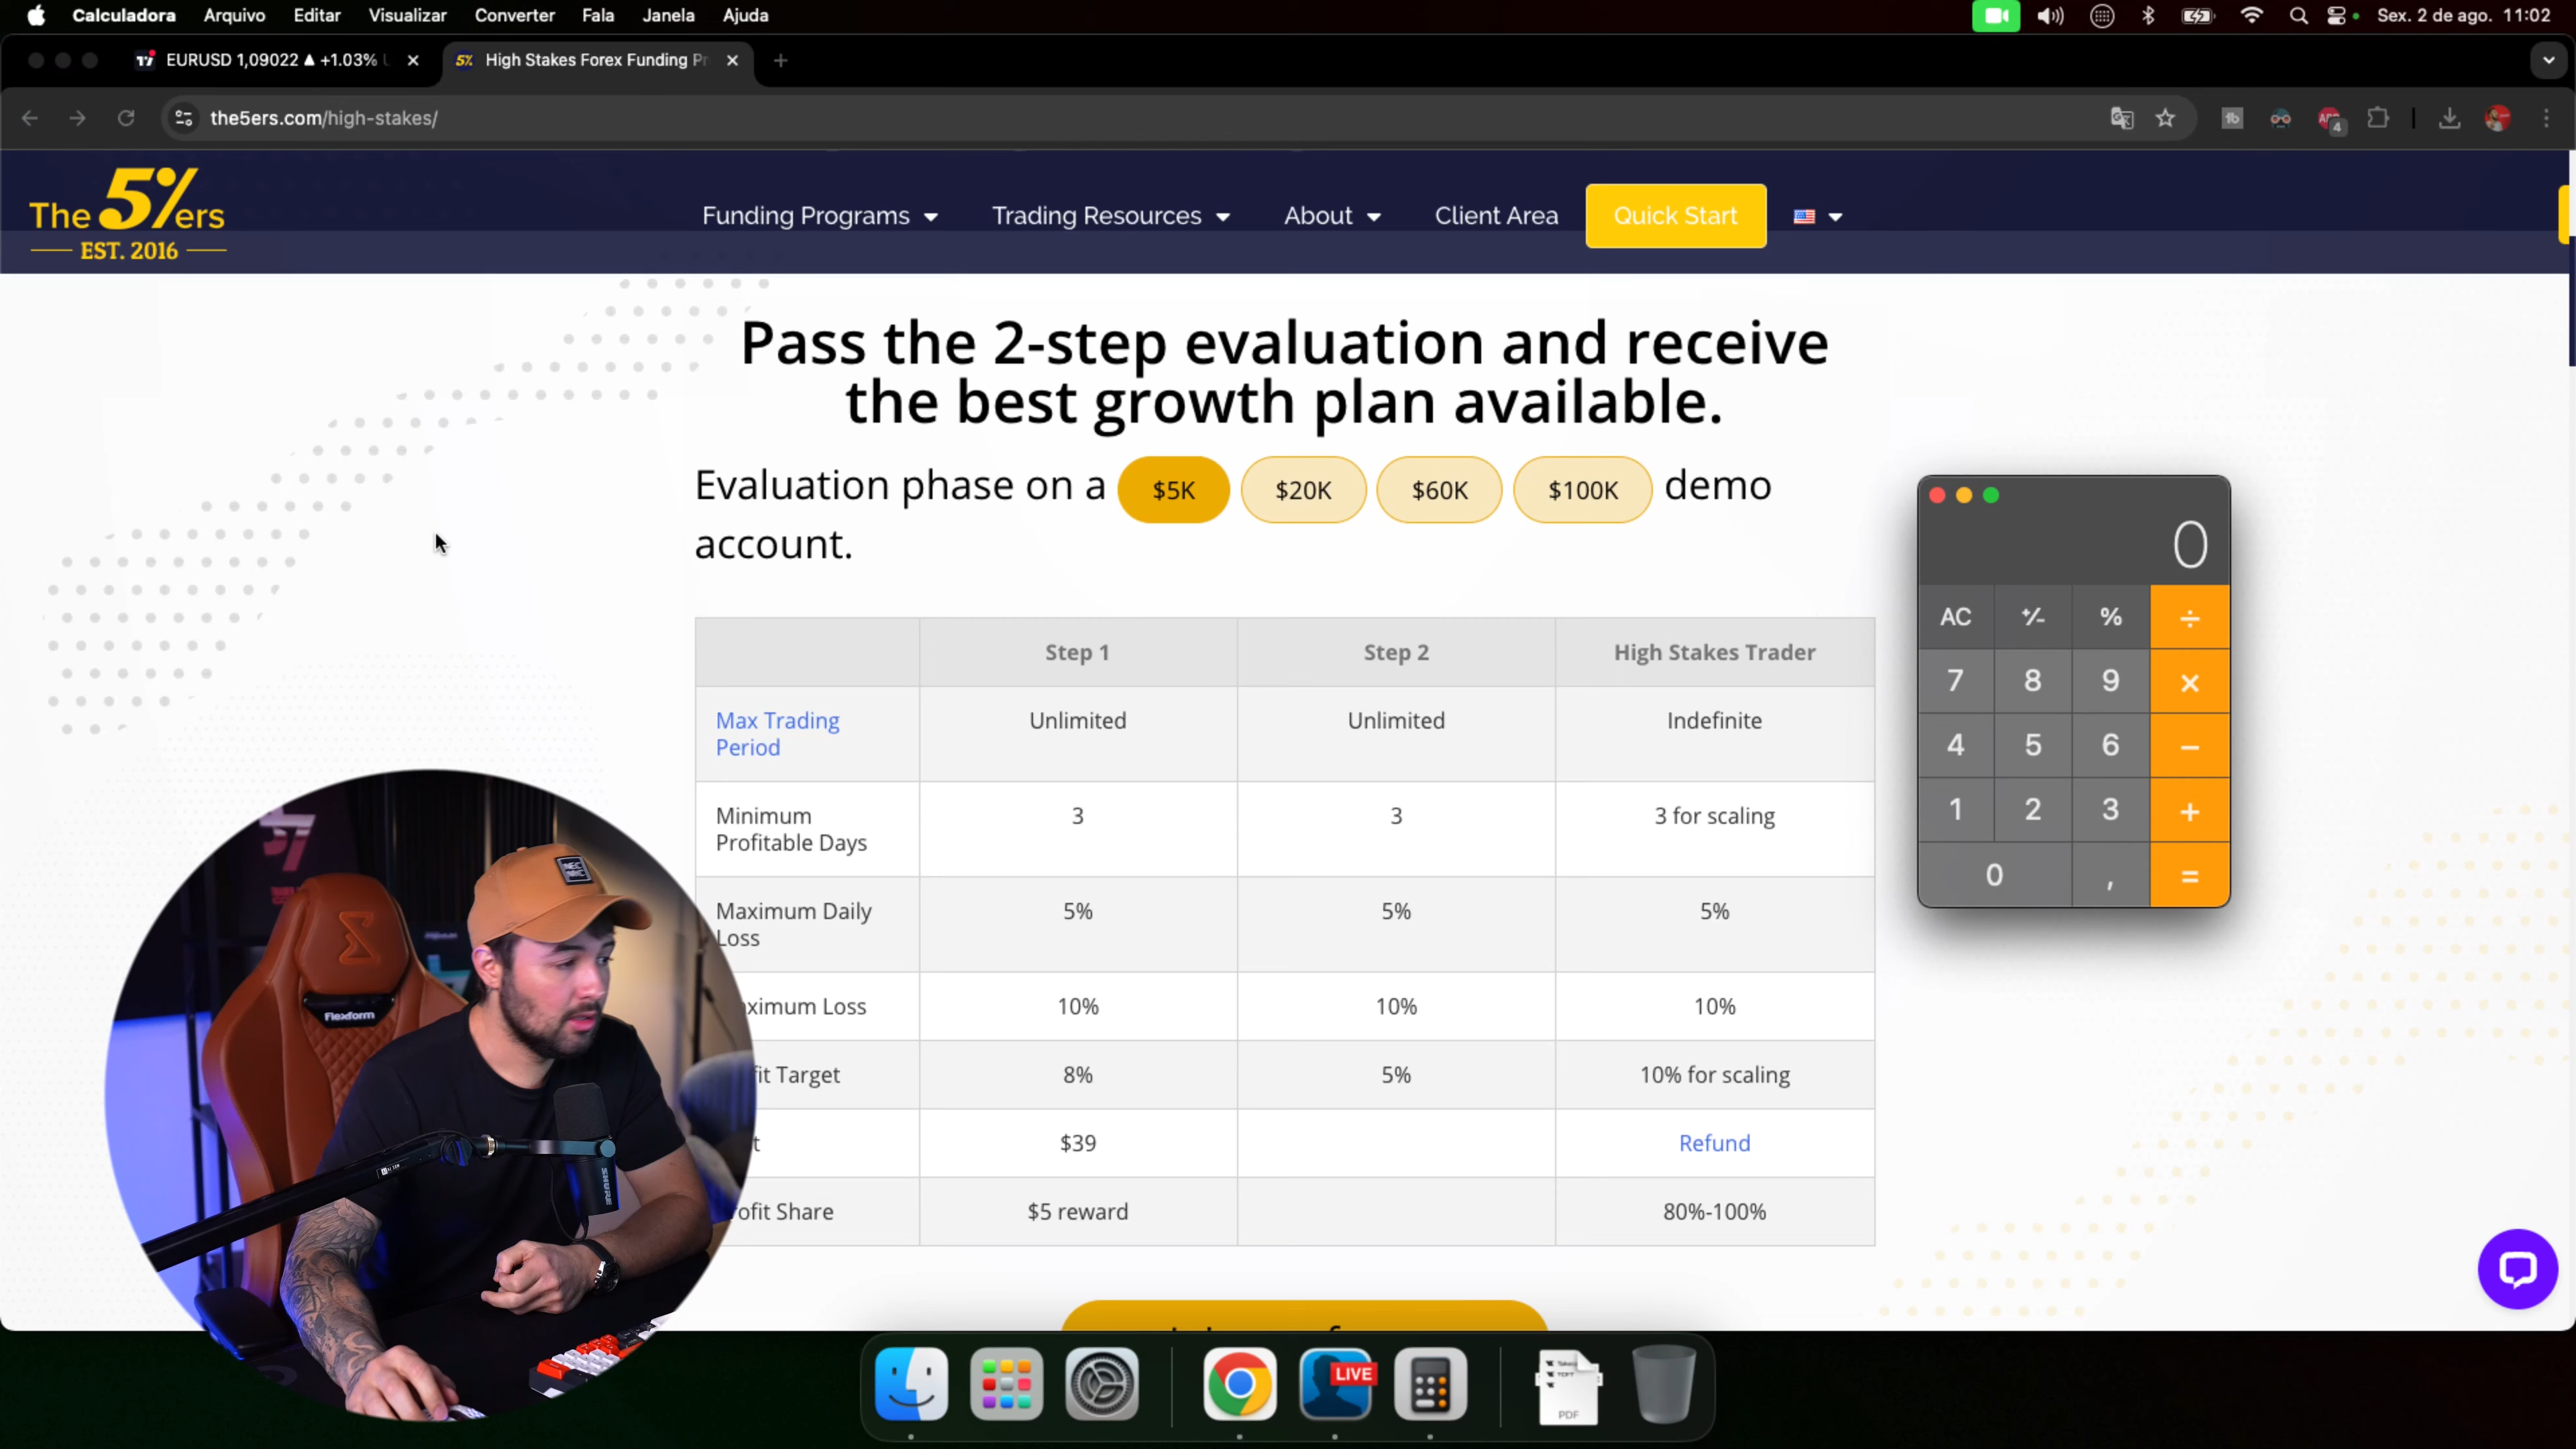 Calculadora Arquivo Editar Visualizar Converter Fala Janela Ajuda Sex. 2 de ago. 11:02
EURUSD 1,09022 ▲ +1.03% High Stakes Forex Funding Pr
the5ers.com/high-stakes/
The 5%ers
EST. 2016
Funding Programs Trading Resources About Client Area Quick Start
Pass the 2-step evaluation and receive
the best growth plan available.
Evaluation phase on a $5K $20K $60K $100K demo
account.
Step 1 Step 2 High Stakes Trader
Max Trading
Period
Unlimited Unlimited Indefinite
Minimum
Profitable Days
3 3 3 for scaling
Maximum Daily
Loss
5% 5% 5%
ximum Loss 10% 10% 10%
it Target 8% 5% 10% for scaling
t $39 Refund
ofit Share $5 reward 80%-100%
0
AC +/- % ÷
7 8 9 ×
4 5 6 −
1 2 3 +
0 , =
Flexform
SHURE
LIVE
PDF